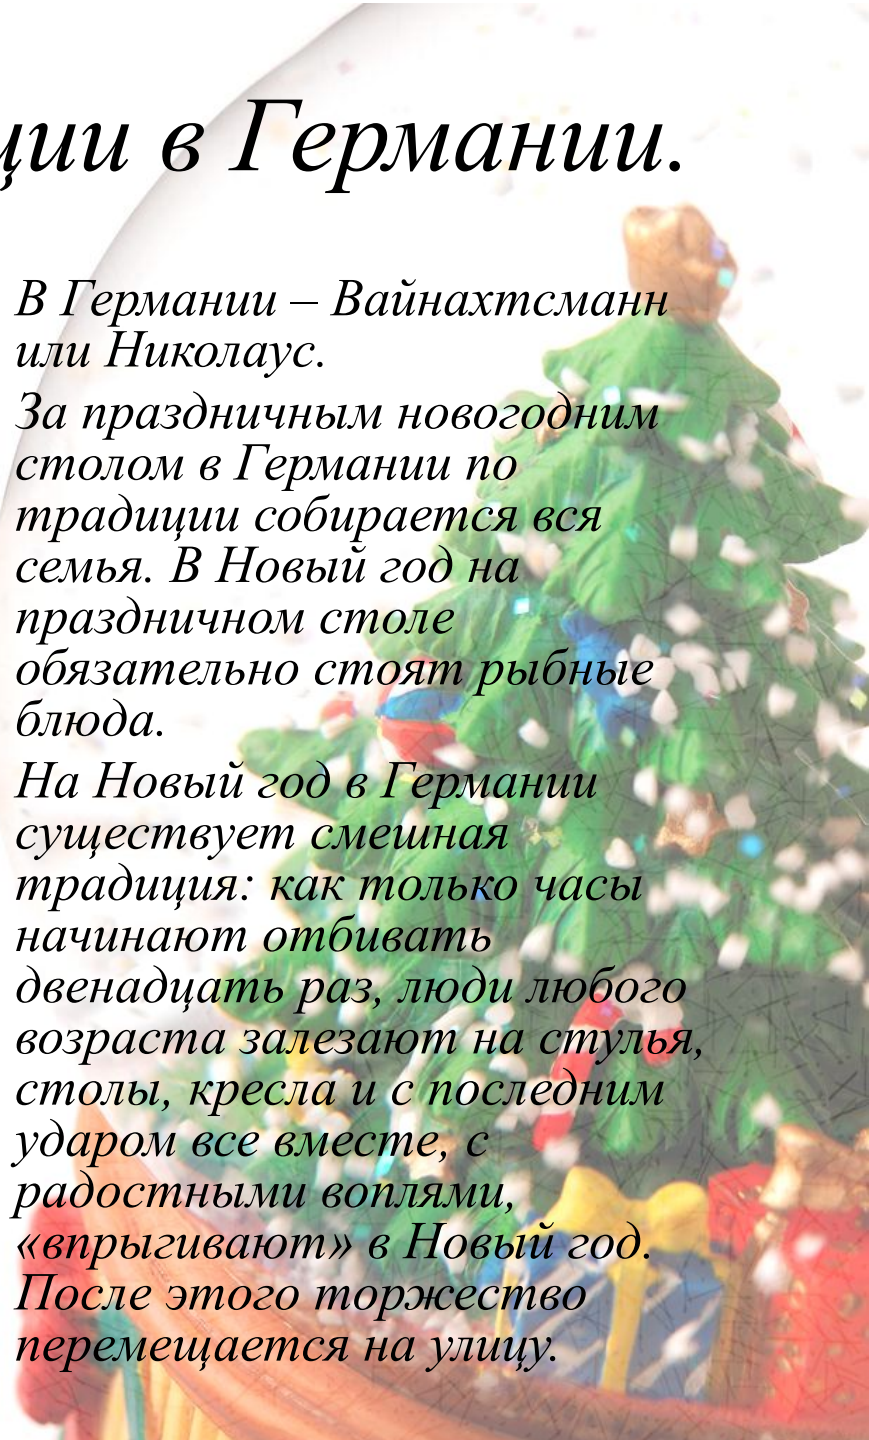 ции в Германии.
В Германии – Вайнахтсманн
или Николаус.
За праздничным новогодним
столом в Германии по
традиции собирается вся
семья. В Новый год на
праздничном столе
обязательно стоят рыбные
блюда.
На Новый год в Германии
существует смешная
традиция: как только часы
начинают отбивать
двенадцать раз, люди любого
возраста залезают на стулья,
столы, кресла и с последним
ударом все вместе, с
радостными воплями,
«впрыгивают» в Новый год.
После этого торжество
перемещается на улицу.